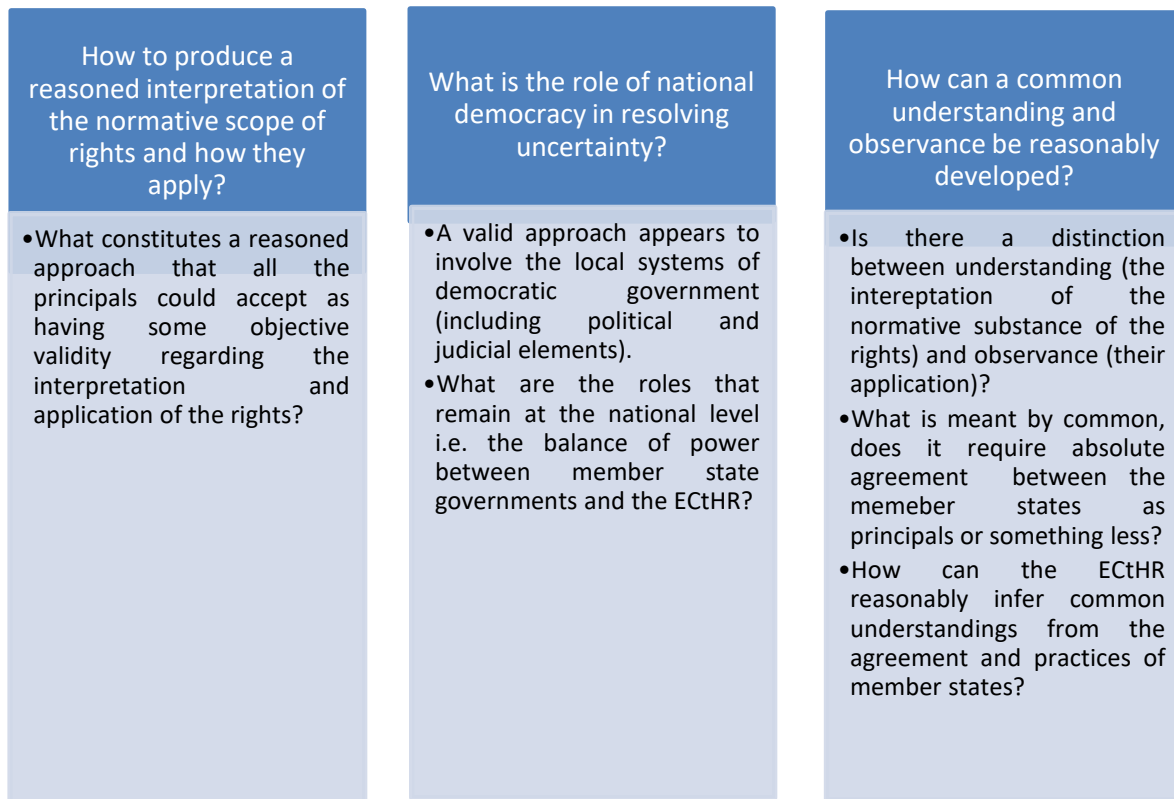 How to produce a
reasoned interpretation of
the normative scope of
rights and how they
apply?
•What constitutes a reasoned
approach that all the
principals could accept as
having some objective
validity regarding the
interpretation and
application of the rights?
What is the role of national
democracy in resolving
uncertainty?
•A valid approach appears to
involve the local systems of
democratic government
(including political and
judicial elements).
•What are the roles that
remain at the national level
i.e. the balance of power
between member state
governments and the ECtHR?
How can a common
understanding and
observance be reasonably
developed?
•Is there a distinction
between understanding (the
intereptation of the
normative substance of the
rights) and observance (their
application)?
•What is meant by common,
does it require absolute
agreement between the
memeber states as
principals or something less?
•How can the ECtHR
reasonably infer common
understandings from the
agreement and practices of
member states?